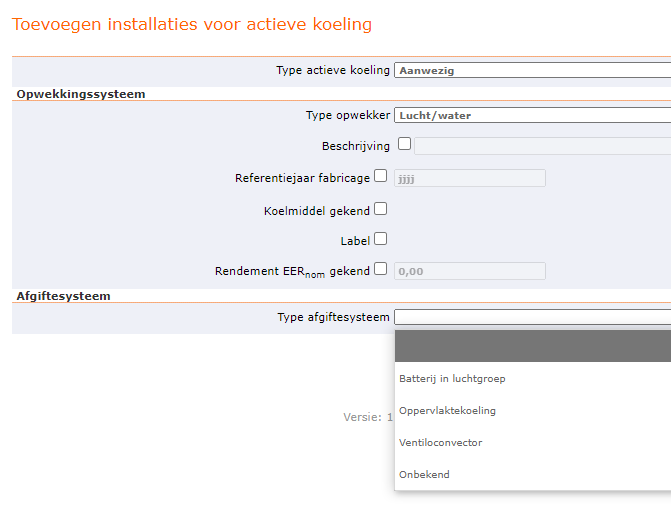 Toevoegen installaties voor actieve koeling
Type actieve koeling Aanwezig
Opwekkingssysteem
Type opwekker Lucht/water
Beschrijving
Referentiejaar fabricage jjjj
Koelmiddel gekend
Label
Rendement EERnom gekend 0,00
Afgiftesysteem
Type afgiftesysteem
Batterij in luchtgroep
Oppervlaktekoeling
Versie: 1
Ventiloconvector
Onbekend